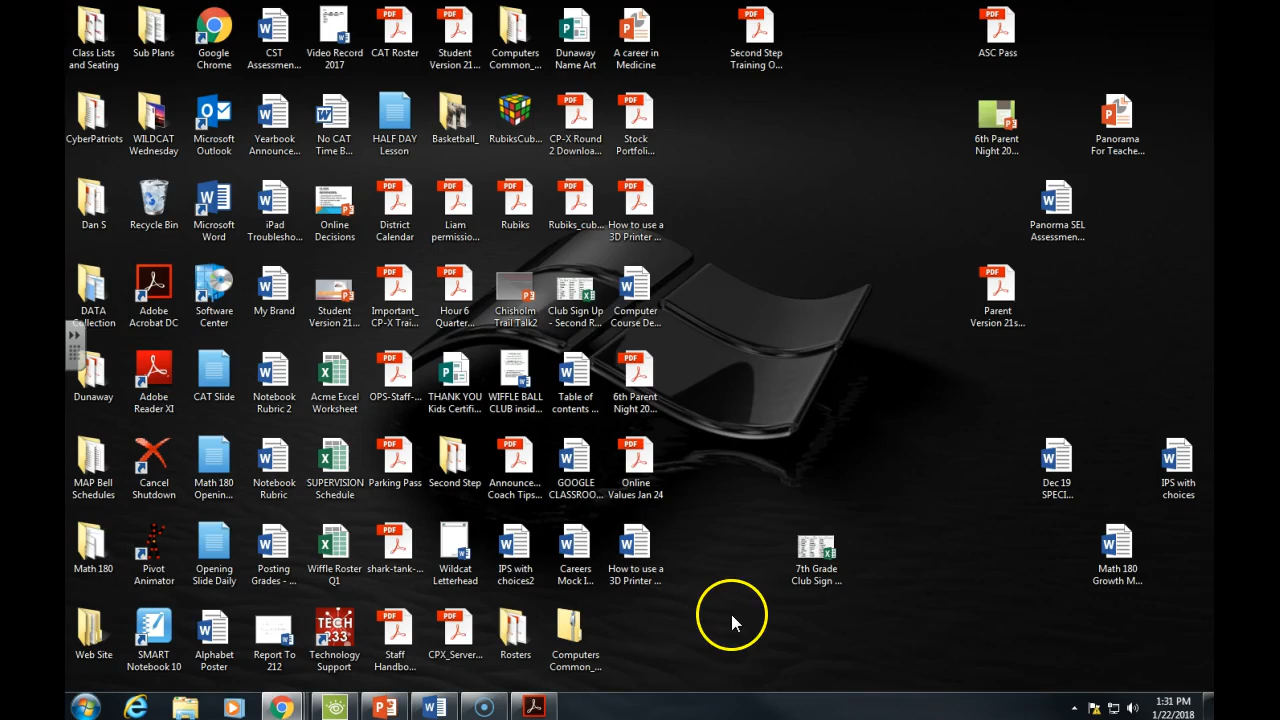 Class Lists and Seating
Sub Plans
Google Chrome
CST Assessmen...
Video Record 2017
CAT Roster
Student Version 21...
Computers Common_...
Dunaway Name Art
A career in Medicine
Second Step Training O...
ASC Pass
CyberPatriots
WILDCAT Wednesday
Microsoft Outlook
Yearbook Announce...
No CAT Time B...
HALF DAY Lesson
Basketball_
RubiksCub...
CP-X Round 2 Downloa...
Stock Portfoli...
6th Parent Night 20...
Panorama For Teache...
Dan S
Recycle Bin
Microsoft Word
iPad Troublesho...
Online Decisions
District Calendar
Liam permissio...
Rubiks
Rubiks_cub...
How to use a 3D Printer ...
Panorma SEL Assessmen...
DATA Collection
Adobe Acrobat DC
Software Center
My Brand
Student Version 21...
Important_ CP-X Trai...
Hour 6 Quarter...
Chisholm Trail Talk2
Club Sign Up - Second R...
Computer Course De...
Parent Version 21s...
Dunaway
Adobe Reader XI
CAT Slide
Notebook Rubric 2
Acme Excel Worksheet
OPS-Staff-...
THANK YOU Kids Certifi...
WIFFLE BALL CLUB insid...
Table of contents ...
6th Parent Night 20...
MAP Bell Schedules
Cancel Shutdown
Math 180 Openin...
Notebook Rubric
SUPERVISION Schedule
Parking Pass
Second Step
Announce... Coach Tips...
GOOGLE CLASSROO...
Online Values Jan 24
Dec 19 SPECI...
IPS with choices
Math 180
Pivot Animator
Opening Slide Daily
Posting Grades - ...
Wiffle Roster Q1
shark-tank-...
Wildcat Letterhead
IPS with choices2
Careers Mock I...
How to use a 3D Printer ...
7th Grade Club Sign ...
Math 180 Growth M...
Web Site
SMART Notebook 10
Alphabet Poster
Report To 212
TECH 233
Technology Support
Staff Handbo...
CPX_Server...
Rosters
Computers Common_...
1:31 PM
1/22/2018